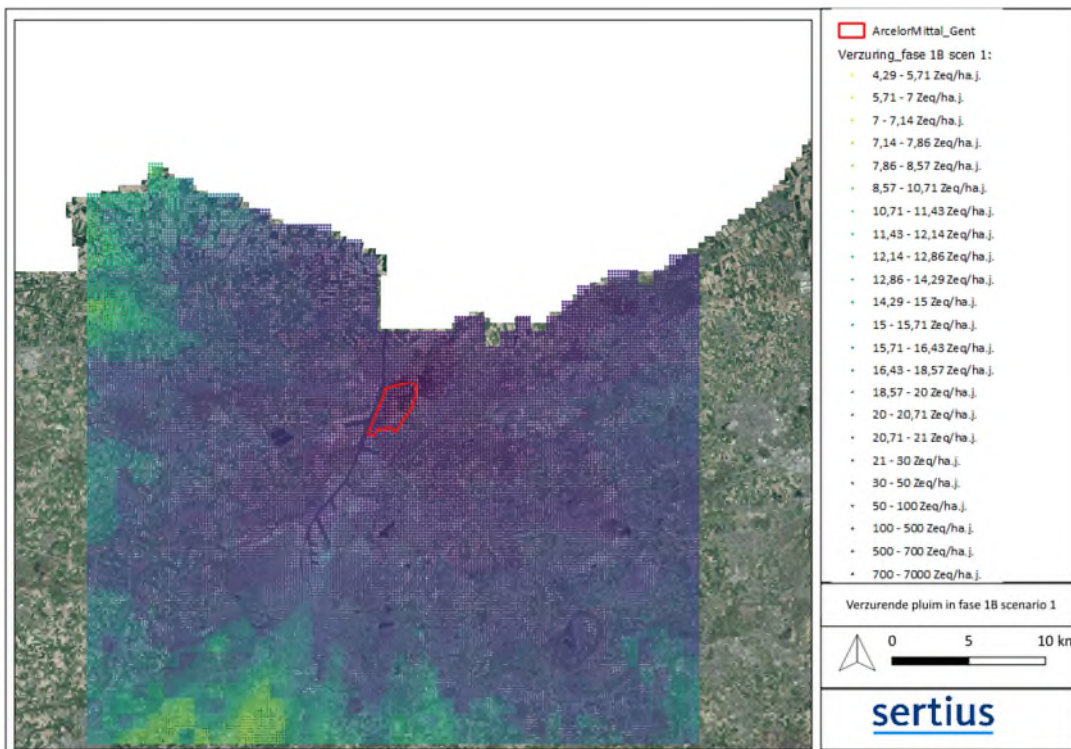 ArcelorMittal_Gent
Verzuring_fase 1B scen 1:
4,29 - 5,71 Zeq/ha.j.
5,71 - 7 Zeq/ha.j.
7 - 7,14 Zeq/ha.j.
7,14 - 7,86 Zeq/ha.j.
7,86 - 8,57 Zeq/ha.j.
8,57 - 10,71 Zeq/ha.j.
10,71 - 11,43 Zeq/ha.j.
11,43 - 12,14 Zeq/ha.j.
12,14 - 12,86 Zeq/ha.j.
12,86 - 14,29 Zeq/ha.j.
14,29 - 15 Zeq/ha.j.
15 - 15,71 Zeq/ha.j.
15,71 - 16,43 Zeq/ha.j.
16,43 - 18,57 Zeq/ha.j.
18,57 - 20 Zeq/ha.j.
20 - 20,71 Zeq/ha.j.
20,71 - 21 Zeq/ha.j.
21 - 30 Zeq/ha.j.
30 - 50 Zeq/ha.j.
50 - 100 Zeq/ha.j.
100 - 500 Zeq/ha.j.
500 - 700 Zeq/ha.j.
700 - 7000 Zeq/ha.j.
Verzurende pluim in fase 1B scenario 1
0 5 10 km
sertius